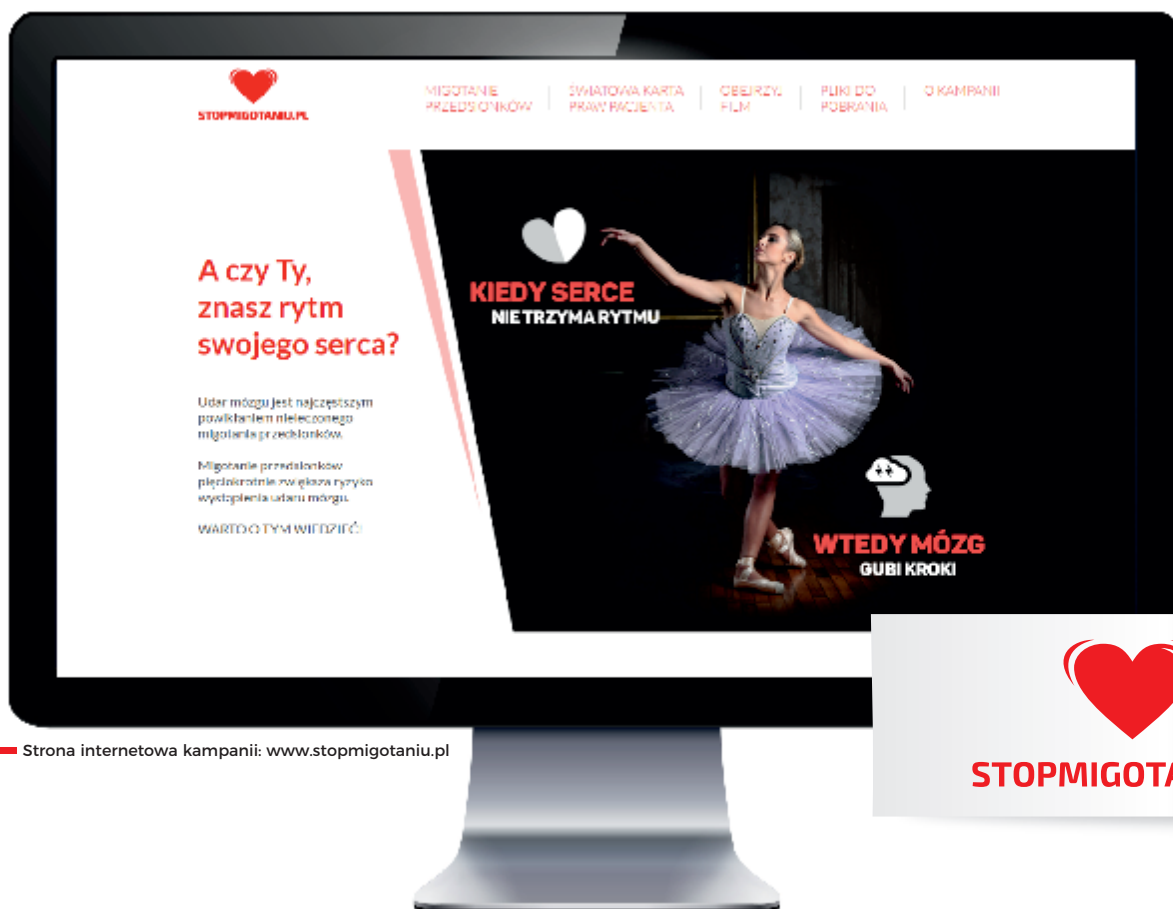 STOPMIGOTANIU.PL
MIGOTANIE
PRZEDSIONKÓW
ŚWIATOWA KARTA
PRAW PACJENTA
OBEJRZYJ
FILM
PLIKI DO
POBRANIA
O KAMPANII
A czy Ty,
znasz rytm
swojego serca?
Udar mózgu jest najczęstszym
powikłaniem nieleczonego
migotania przedsionków.
Migotanie przedsionków
pięciokrotnie zwiększa ryzyko
wystąpienia udaru mózgu.
WARTO O TYM WIEDZIEĆ!
KIEDY SERCE
NIE TRZYMA RYTMU
WTEDY MÓZG
GUBI KROKI
Strona internetowa kampanii: www.stopmigotaniu.pl
STOPMIGOTA